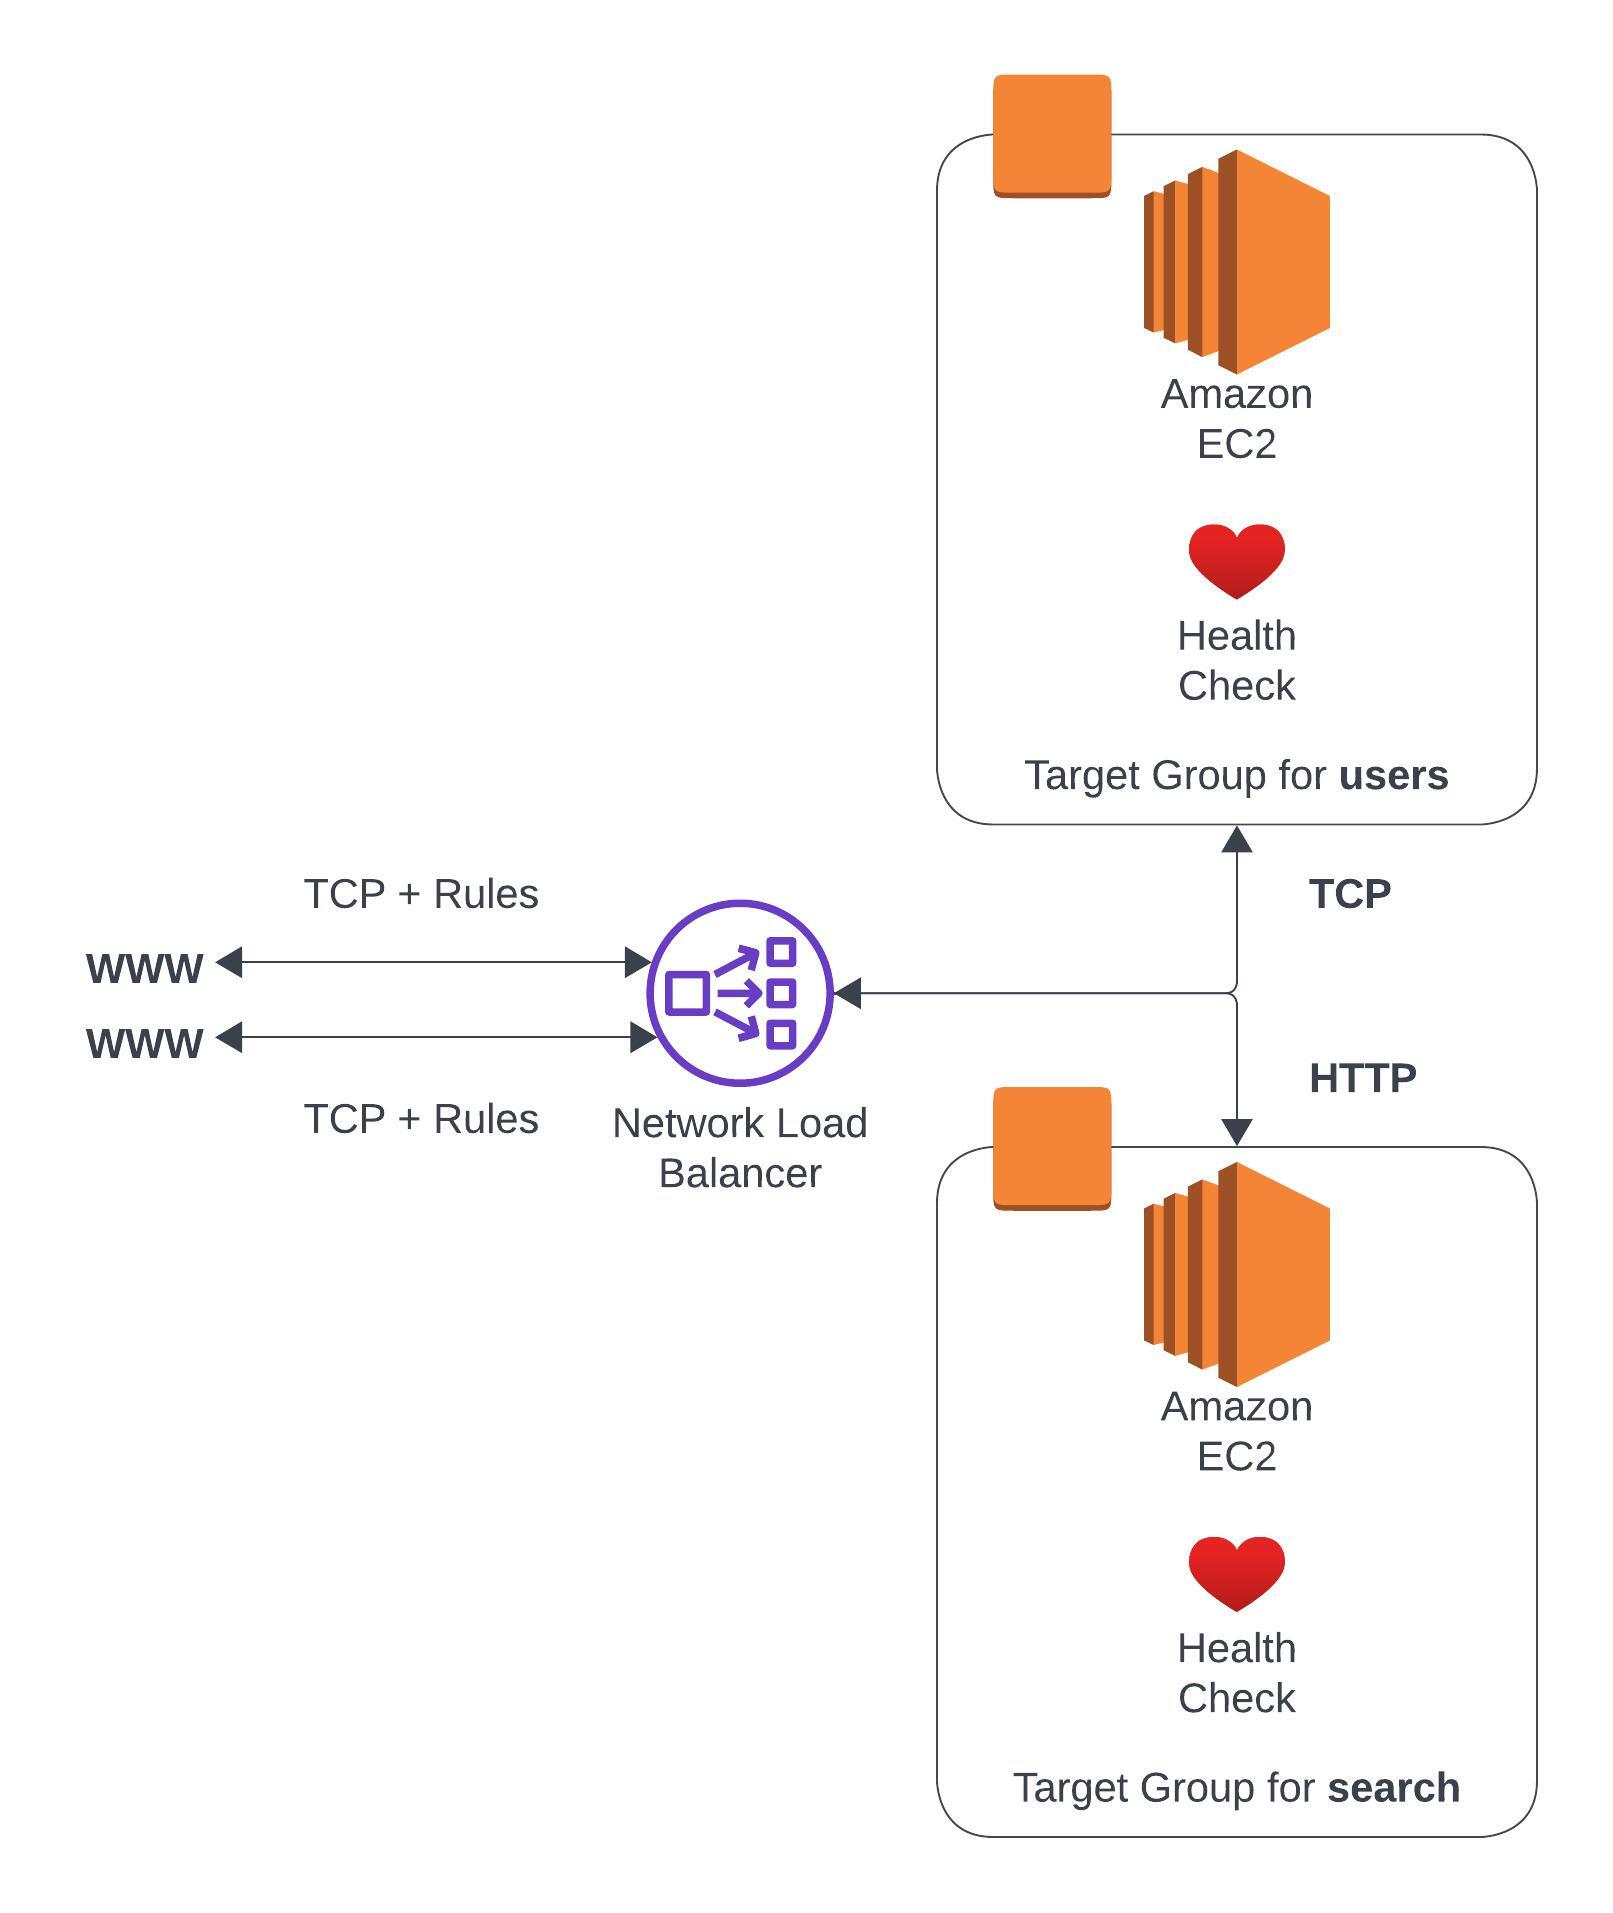 Amazon
EC2
Health
Check
Target Group for users
TCP + Rules
TCP
WWW
WWW
HTTP
TCP + Rules
Network Load
Balancer
Amazon
EC2
Health
Check
Target Group for search